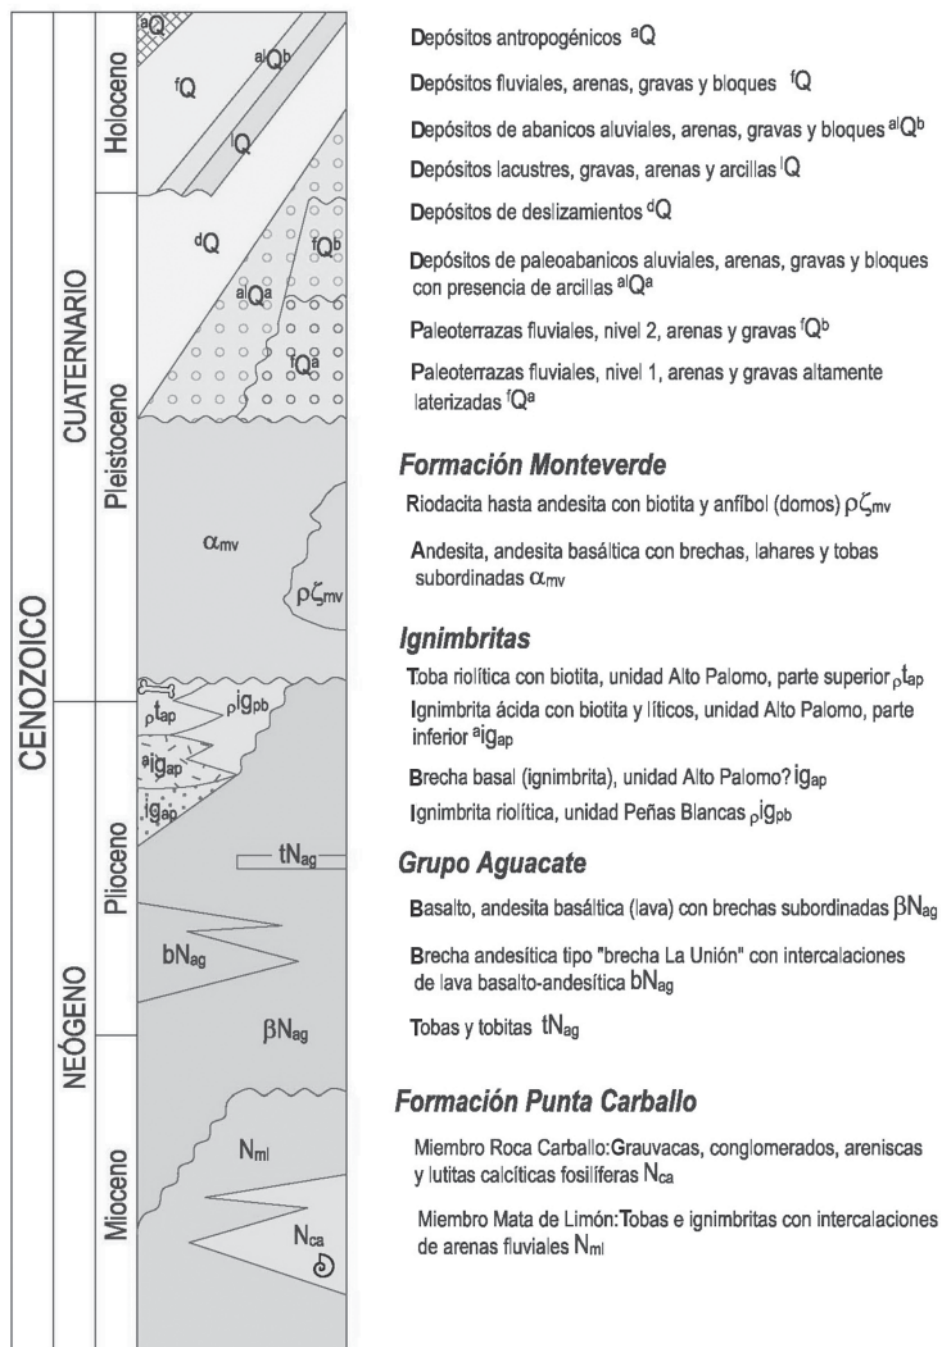 CENOZOICO
CUATERNARIO
NEÓGENO
Holoceno
Pleistoceno
Plioceno
Mioceno
aQ
fQ
alQb
lQ
dQ
alQa
fQb
fQa
αmv
ρζmv
ρtap
ρigpb
aigap
igap
tNag
bNag
βNag
Nml
Nca
Depósitos antropogénicos aQ
Depósitos fluviales, arenas, gravas y bloques fQ
Depósitos de abanicos aluviales, arenas, gravas y bloques alQb
Depósitos lacustres, gravas, arenas y arcillas lQ
Depósitos de deslizamientos dQ
Depósitos de paleoabanicos aluviales, arenas, gravas y bloques
con presencia de arcillas alQa
Paleoterrazas fluviales, nivel 2, arenas y gravas fQb
Paleoterrazas fluviales, nivel 1, arenas y gravas altamente
laterizadas fQa
Formación Monteverde
Riodacita hasta andesita con biotita y anfíbol (domos) ρζmv
Andesita, andesita basáltica con brechas, lahares y tobas
subordinadas αmv
Ignimbritas
Toba riolítica con biotita, unidad Alto Palomo, parte superior ρtap
Ignimbrita ácida con biotita y líticos, unidad Alto Palomo, parte
inferior aigap
Brecha basal (ignimbrita), unidad Alto Palomo? igap
Ignimbrita riolítica, unidad Peñas Blancas ρigpb
Grupo Aguacate
Basalto, andesita basáltica (lava) con brechas subordinadas βNag
Brecha andesítica tipo "brecha La Unión" con intercalaciones
de lava basalto-andesítica bNag
Tobas y tobitas tNag
Formación Punta Carballo
Miembro Roca Carballo:Grauvacas, conglomerados, areniscas
y lutitas calcíticas fosilíferas Nca
Miembro Mata de Limón:Tobas e ignimbritas con intercalaciones
de arenas fluviales Nml